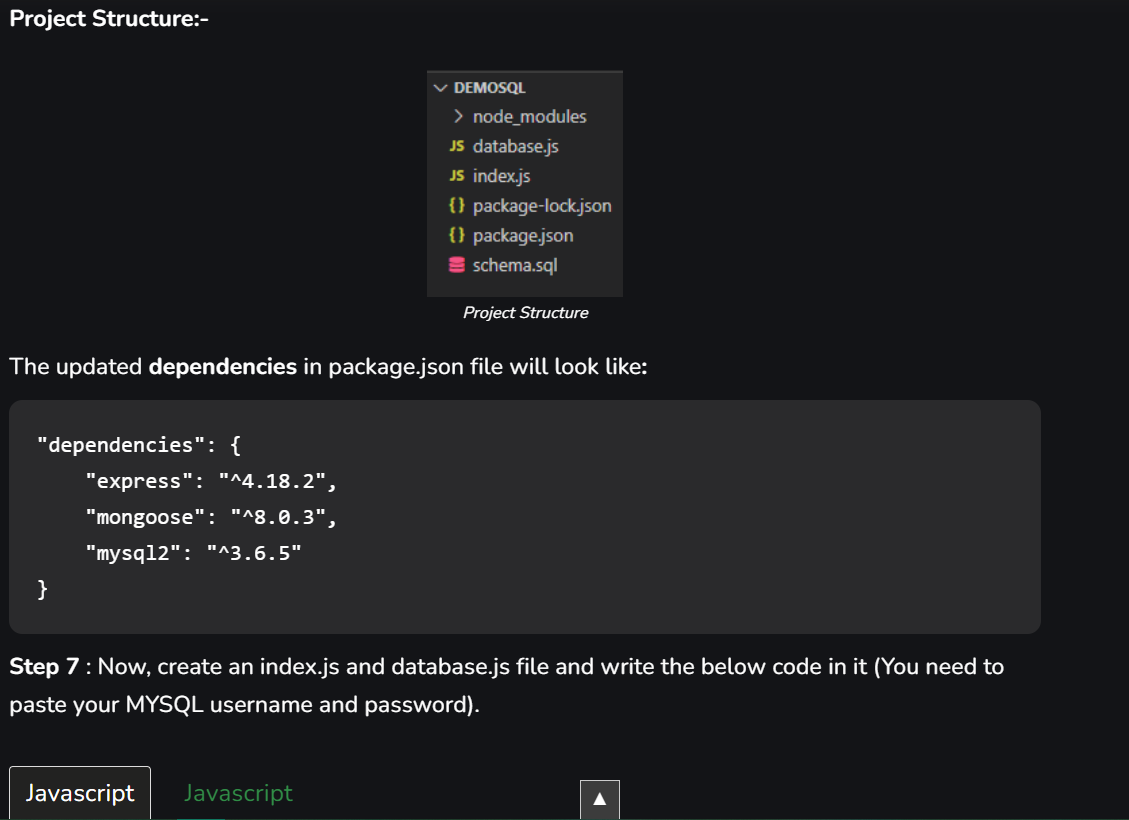 Project Structure:-
DEMOSQL
node_modules
JS database.js
JS index.js
{} package-lock.json
{} package.json
schema.sql
Project Structure
The updated dependencies in package.json file will look like:
"dependencies": {
    "express": "^4.18.2",
    "mongoose": "^8.0.3",
    "mysql2": "^3.6.5"
}
Step 7 : Now, create an index.js and database.js file and write the below code in it (You need to
paste your MYSQL username and password).
Javascript Javascript